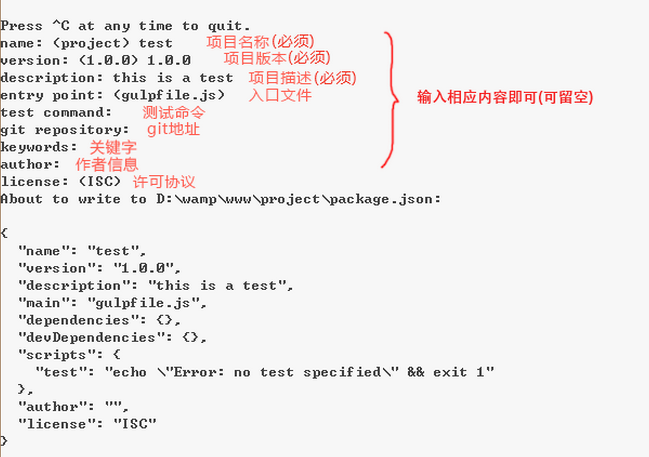 Press ^C at any time to quit.
name: (project) test 项目名称(必须)
version: (1.0.0) 1.0.0 项目版本(必须)
description: this is a test 项目描述(必须)
entry point: (gulpfile.js) 入口文件
输入相应内容即可(可留空)
test command: 测试命令
git repository: git地址
keywords: 关键字
author: 作者信息
license: (ISC) 许可协议
About to write to D:\wamp\www\project\package.json:
{
"name": "test",
"version": "1.0.0",
"description": "this is a test",
"main": "gulpfile.js",
"dependencies": {},
"devDependencies": {},
"scripts": {
"test": "echo \"Error: no test specified\" && exit 1"
},
"author": "",
"license": "ISC"
}